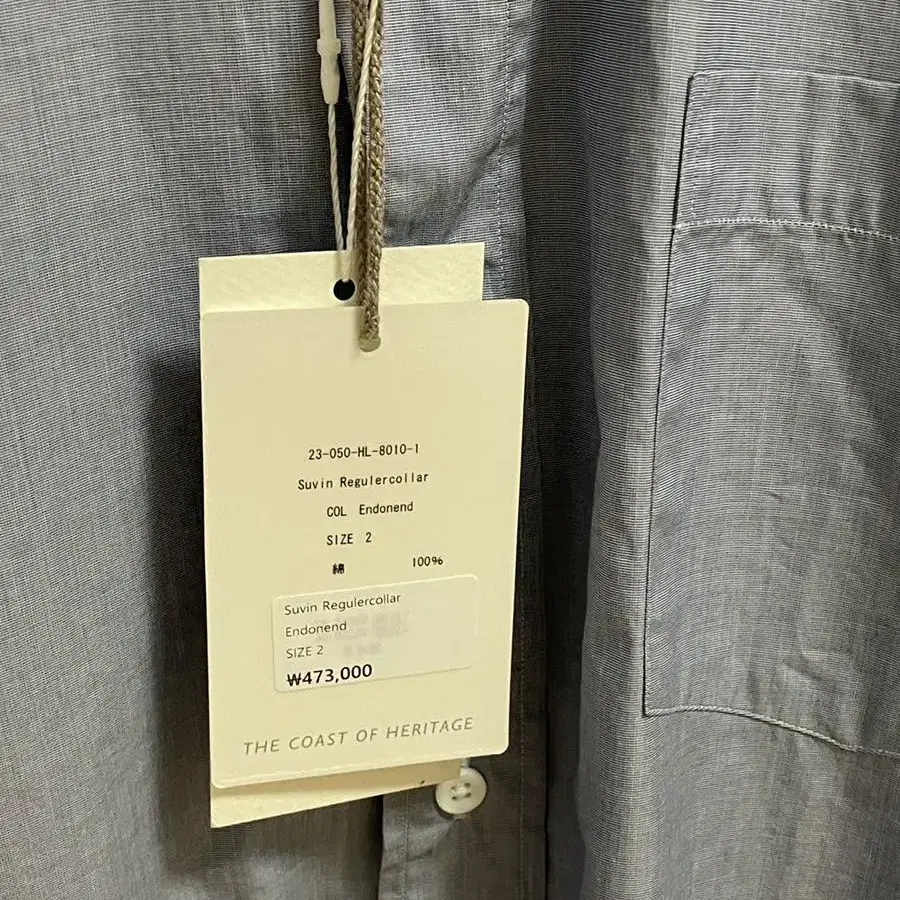 23-050-HL-8010-1
Suvin Regulercollar
COL Endonend
SIZE 2
綿 100%
Suvin Regulercollar
Endonend
SIZE 2
₩473,000
THE COAST OF HERITAGE